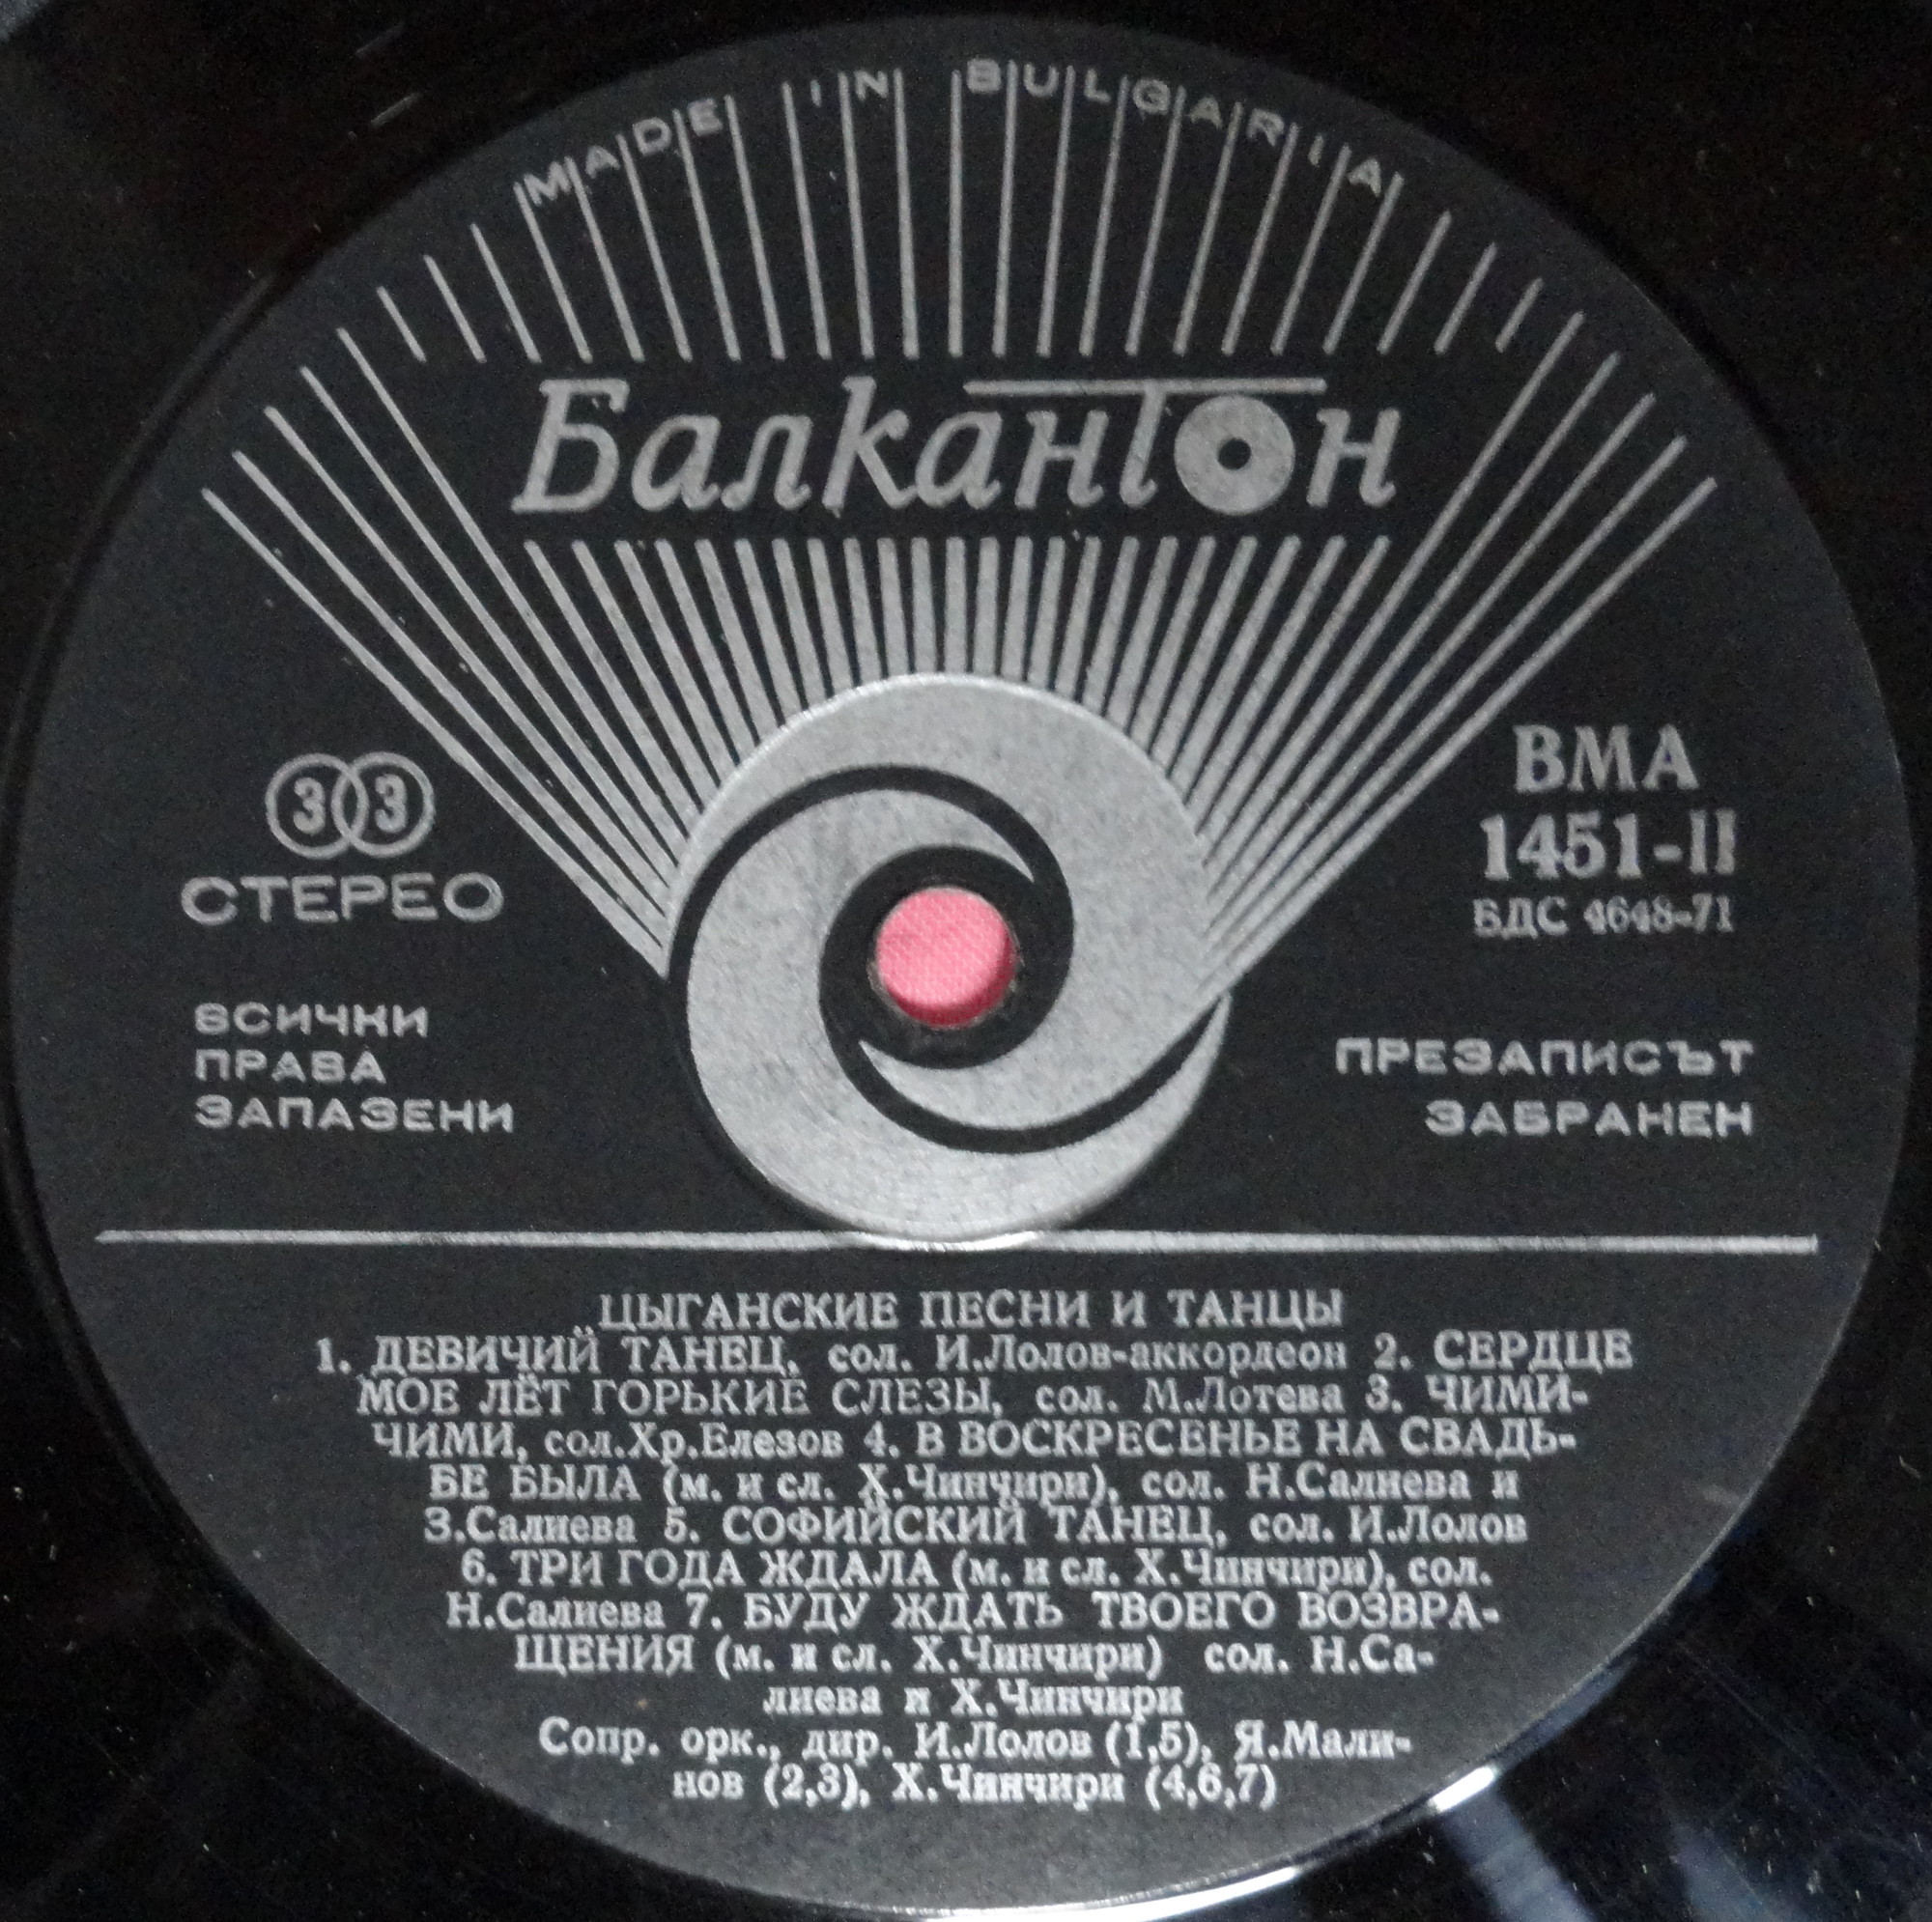 MADE IN BULGARIA
Балкантон
33
СТЕРЕО
ВМА
1451-II
БДС 4648-71
ВСИЧКИ
ПРАВА
ЗАПАЗЕНИ
ПРЕЗАПИСЪТ
ЗАБРАНЕН
ЦЫГАНСКИЕ ПЕСНИ И ТАНЦЫ
1. ДЕВИЧИЙ ТАНЕЦ, сол. И.Лолов-аккордеон 2. СЕРДЦЕ
МОЕ ЛЁТ ГОРЬКИЕ СЛЕЗЫ, сол. М.Лотева 3. ЧИМИ-
ЧИМИ, сол.Хр.Елезов 4. В ВОСКРЕСЕНЬЕ НА СВАДЬ-
БЕ БЫЛА (м. и сл. Х.Чинчири), сол. Н.Салиева и
З.Салиева 5. СОФИЙСКИЙ ТАНЕЦ, сол. И.Лолов
6. ТРИ ГОДА ЖДАЛА (м. и сл. Х.Чинчири), сол.
Н.Салиева 7. БУДУ ЖДАТЬ ТВОЕГО ВОЗВРА-
ЩЕНИЯ (м. и сл. Х.Чинчири) сол. Н.Са-
лиева и Х.Чинчири
Сопр. орк., дир. И.Лолов (1,5), Я.Мали-
нов (2,3), Х.Чинчири (4,6,7)